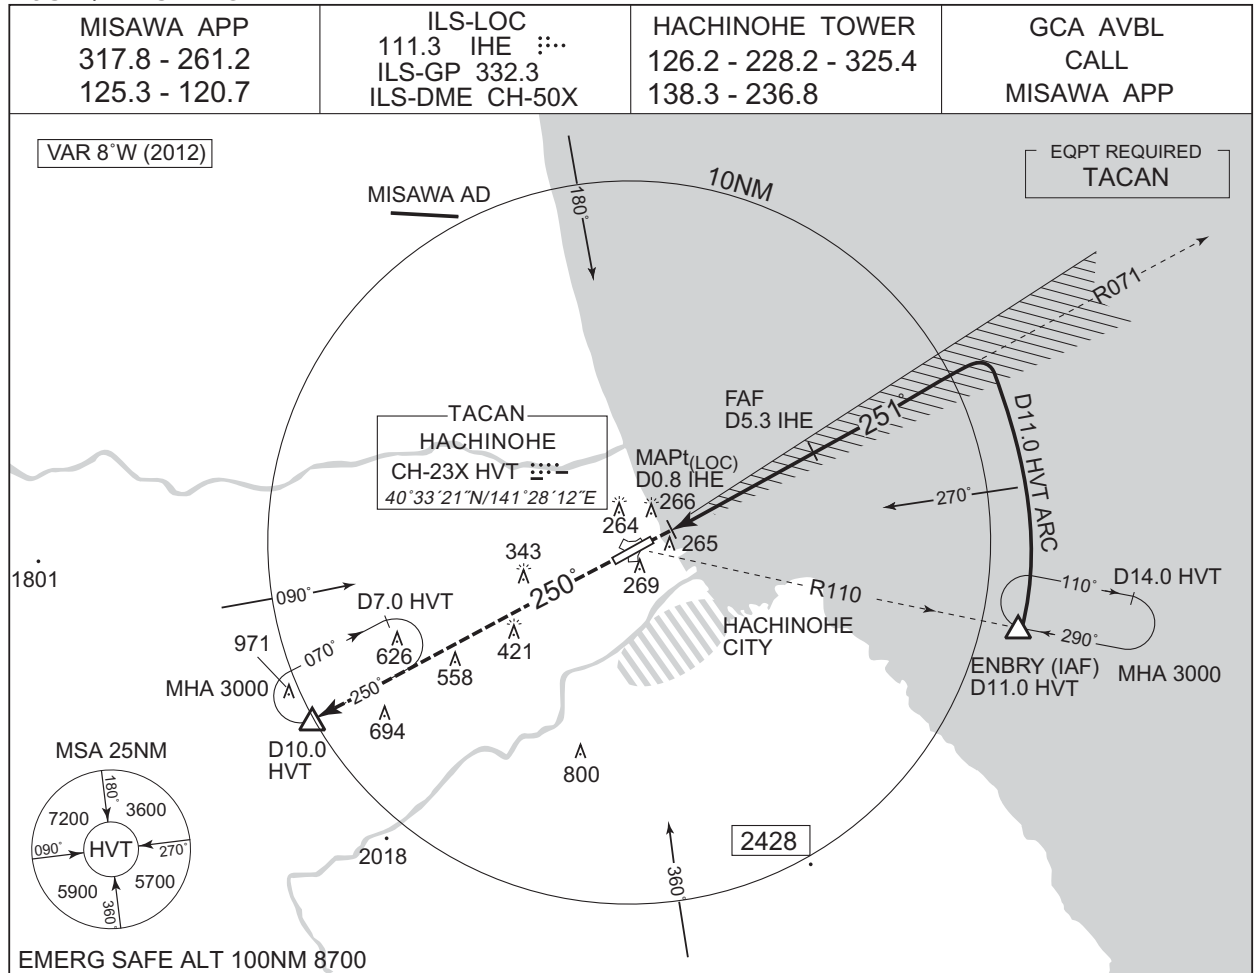 MISAWA APP
317.8 - 261.2
125.3 - 120.7
ILS-LOC
111.3 IHE
ILS-GP 332.3
ILS-DME CH-50X
HACHINOHE TOWER
126.2 - 228.2 - 325.4
138.3 - 236.8
GCA AVBL
CALL
MISAWA APP
VAR 8°W (2012)
EQPT REQUIRED
TACAN
MISAWA AD
10NM
180°
R071
FAF
D5.3 IHE
251°
D11.0 HVT ARC
TACAN
HACHINOHE
CH-23X HVT
40°33´21˝N/141°28´12˝E
MAPt(LOC)
D0.8 IHE
266
264
265
269
270°
343
250°
1801
090°
D7.0 HVT
R110
110°
D14.0 HVT
HACHINOHE
CITY
290°
ENBRY (IAF)
D11.0 HVT
MHA 3000
971
070°
626
421
558
MHA 3000
250°
694
D10.0
HVT
800
MSA 25NM
180°
7200
3600
090°
HVT
270°
5900
5700
360°
2018
2428
360°
EMERG SAFE ALT 100NM 8700